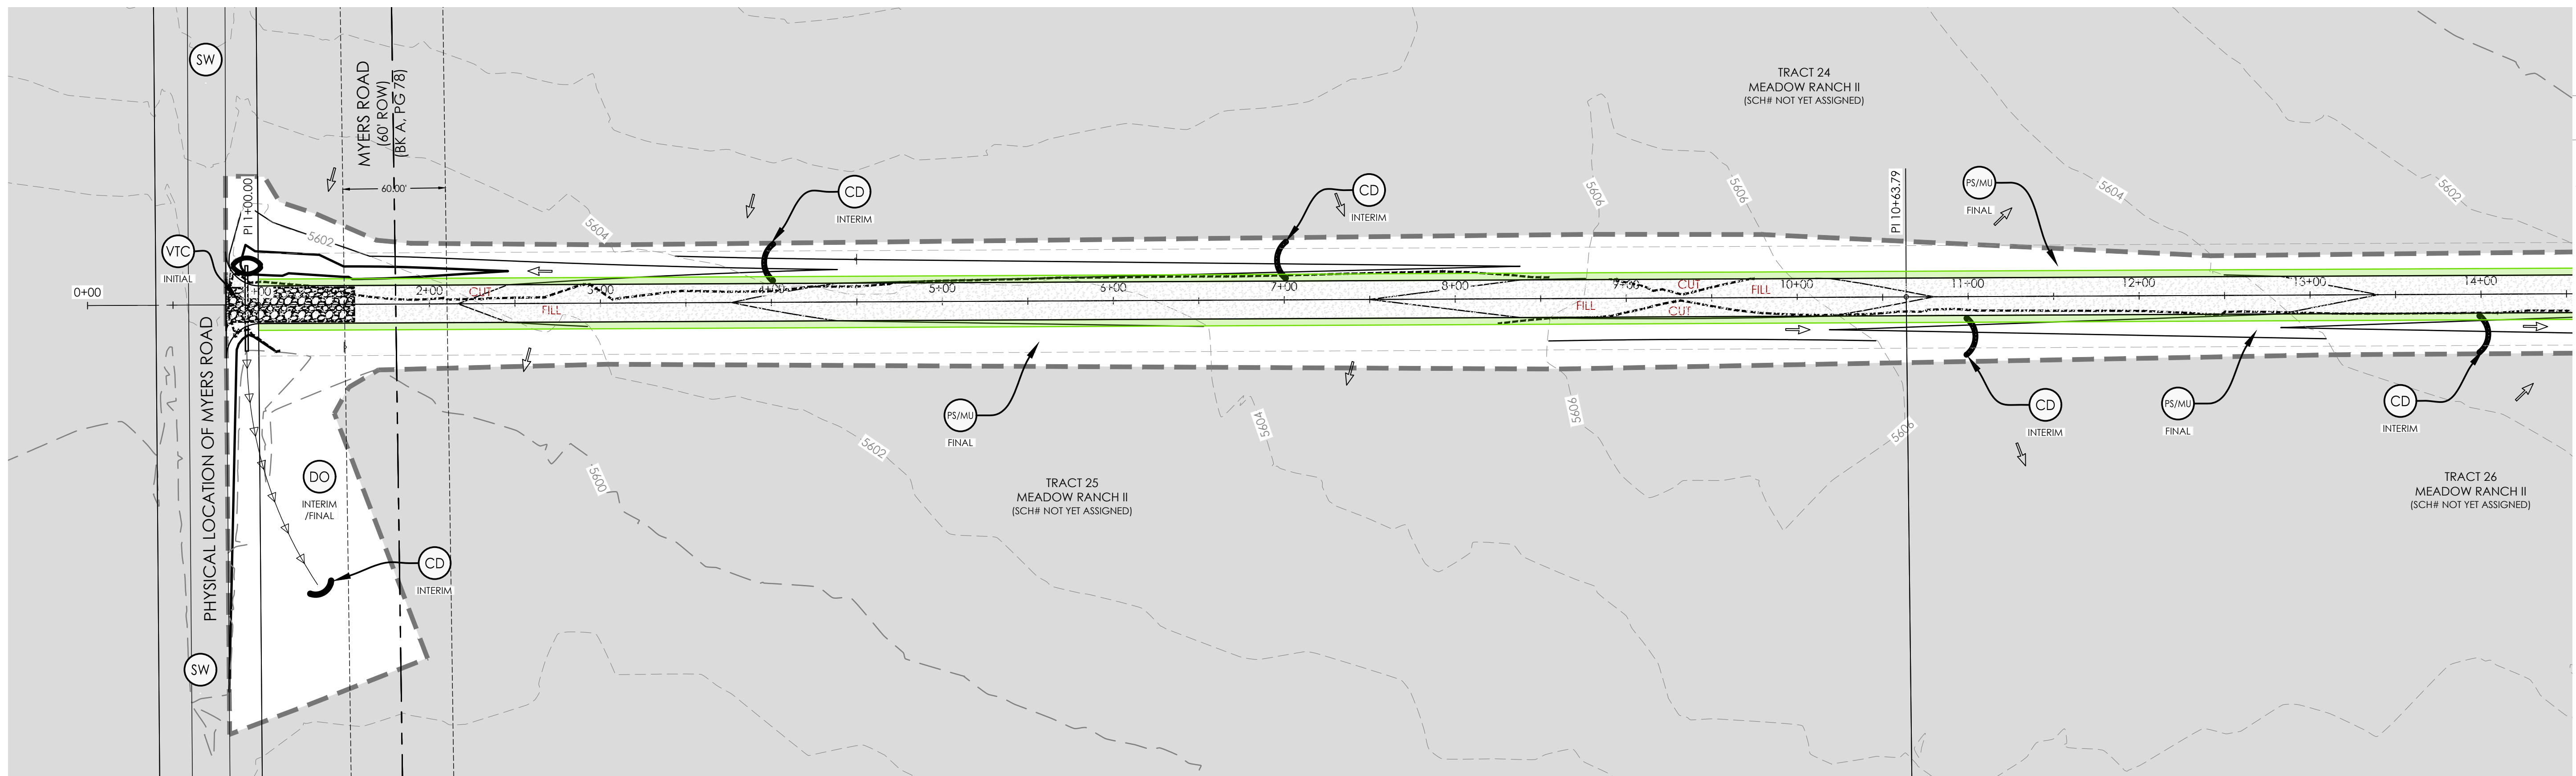 SW
MYERS ROAD
(60' ROW)
(BK A, PG 78)
TRACT 24
MEADOW RANCH II
(SCH# NOT YET ASSIGNED)
60.00'
PI 1+00.00
5602
5604
CD
INTERIM
CD
INTERIM
5606
5606
PI 10+63.79
PS/MU
FINAL
5604
5602
VTC
INITIAL
0+00
+00
2+00
CUT
3+00
4+00
5+00
6+00
7+00
8+00
9+00
CUT
FILL
10+00
11+00
12+00
13+00
14+00
FILL
FILL
CUT
PHYSICAL LOCATION OF MYERS ROAD
DO
INTERIM
/FINAL
CD
INTERIM
SW
5600
5602
PS/MU
FINAL
TRACT 25
MEADOW RANCH II
(SCH# NOT YET ASSIGNED)
5604
5606
5606
CD
INTERIM
PS/MU
FINAL
CD
INTERIM
TRACT 26
MEADOW RANCH II
(SCH# NOT YET ASSIGNED)